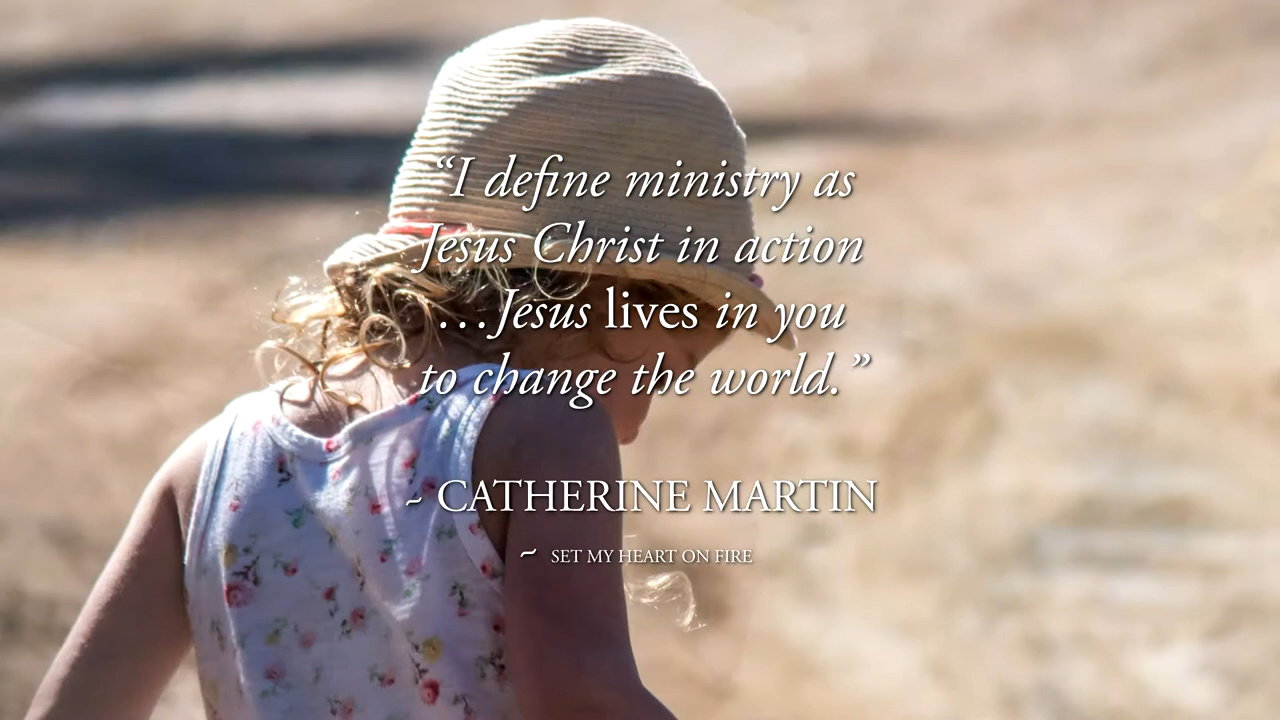 “I define ministry as
Jesus Christ in action
…Jesus lives in you
to change the world.”
~ CATHERINE MARTIN
~ SET MY HEART ON FIRE